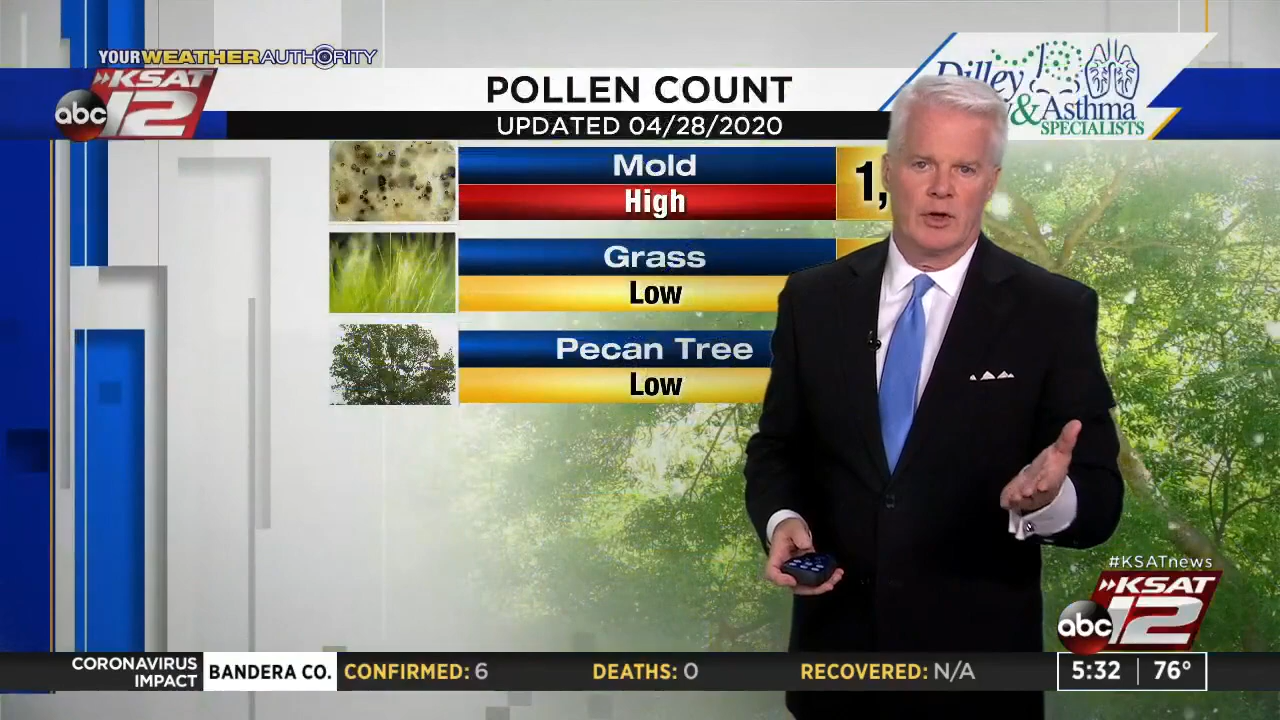 YOUR WEATHER AUTHORITY
KSAT
abc 12
POLLEN COUNT
UPDATED 04/28/2020
Dilley
& Asthma
SPECIALISTS
Mold
High
1,
Grass
Low
Pecan Tree
Low
#KSATnews
KSAT
abc 12
CORONAVIRUS
IMPACT
BANDERA CO.
CONFIRMED: 6
DEATHS: 0
RECOVERED: N/A
5:32
76°